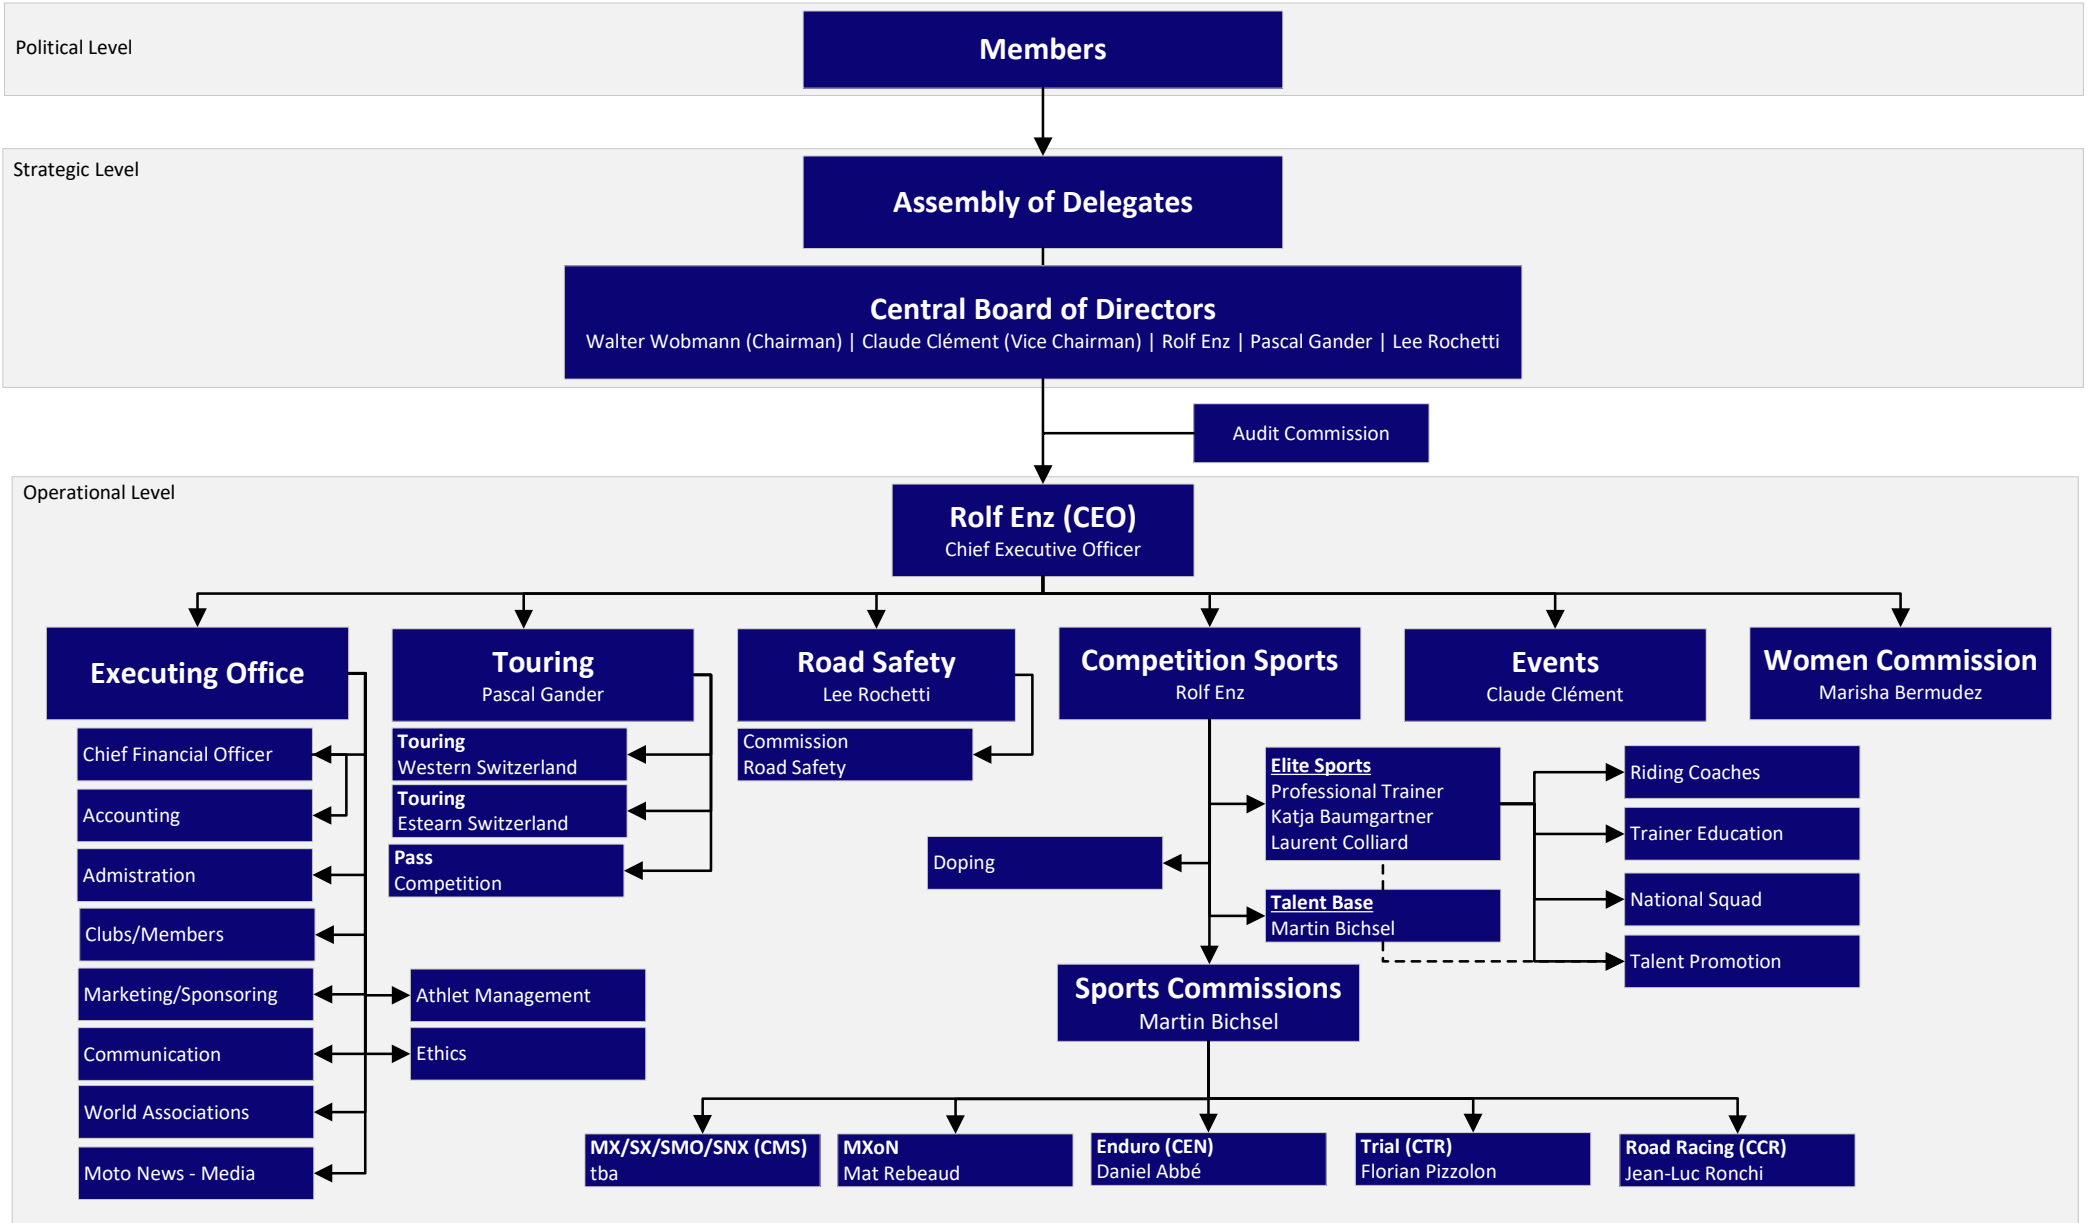 Political Level
Members
Strategic Level
Assembly of Delegates
Central Board of Directors
Walter Wobmann (Chairman) | Claude Clément (Vice Chairman) | Rolf Enz | Pascal Gander | Lee Rochetti
Audit Commission
Operational Level
Rolf Enz (CEO)
Chief Executive Officer
Executing Office
Chief Financial Officer
Accounting
Admistration
Clubs/Members
Marketing/Sponsoring
Communication
World Associations
Moto News - Media
Athlet Management
Ethics
Touring
Pascal Gander
Touring
Western Switzerland
Touring
Estearn Switzerland
Pass
Competition
Road Safety
Lee Rochetti
Commission
Road Safety
Competition Sports
Rolf Enz
Elite Sports
Professional Trainer
Katja Baumgartner
Laurent Colliard
Doping
Talent Base
Martin Bichsel
Riding Coaches
Trainer Education
National Squad
Talent Promotion
Events
Claude Clément
Women Commission
Marisha Bermudez
Sports Commissions
Martin Bichsel
MX/SX/SMO/SNX (CMS)
tba
MXoN
Mat Rebeaud
Enduro (CEN)
Daniel Abbé
Trial (CTR)
Florian Pizzolon
Road Racing (CCR)
Jean-Luc Ronchi